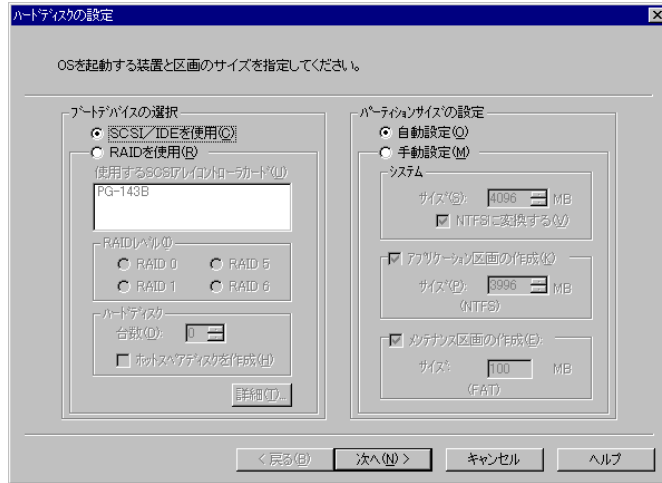 ハードディスクの設定
OSを起動する装置と区画のサイズを指定してください。
ブートデバイスの選択
SCSI/IDEを使用(C)
RAIDを使用(R)
使用するSCSIアレイコントローラカード(U)
PG-143B
RAIDレベル(I)
RAID 0
RAID 5
RAID 1
RAID 6
ハードディスク
台数(D):
0
ホットスペアディスクを作成(H)
詳細(T)...
パーティションサイズの設定
自動設定(O)
手動設定(M)
システム
サイズ(S):
4096
MB
NTFSに変換する(V)
アプリケーション区画の作成(K)
サイズ(P):
3996
MB
(NTFS)
メンテナンス区画の作成(E):
サイズ:
100
MB
(FAT)
< 戻る(B)
次へ(N) >
キャンセル
ヘルプ